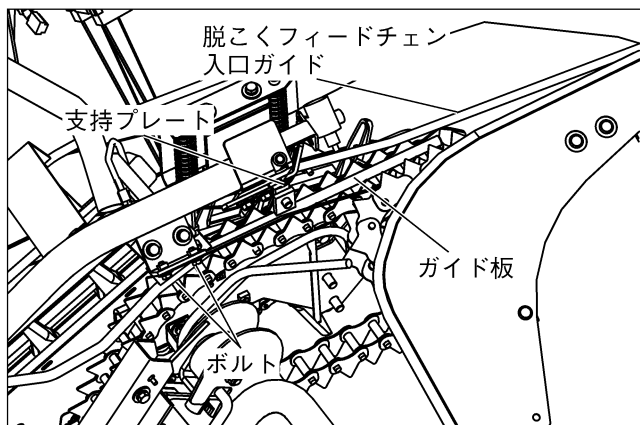 脱こくフィードチェン
入口ガイド
支持プレート
ガイド板
ボルト